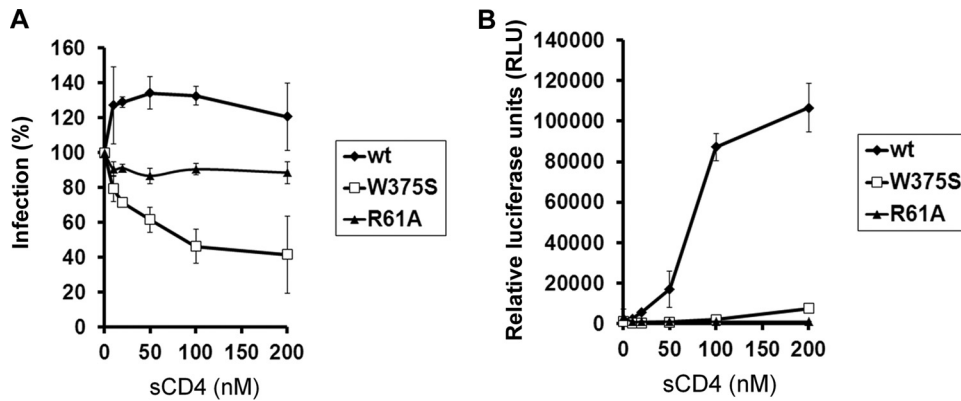 A
Infection (%)
160
140
120
100
80
60
40
20
0
0 50 100 150 200
sCD4 (nM)
wt
W375S
R61A
B
Relative luciferase units (RLU)
140000
120000
100000
80000
60000
40000
20000
0
0 50 100 150 200
sCD4 (nM)
wt
W375S
R61A